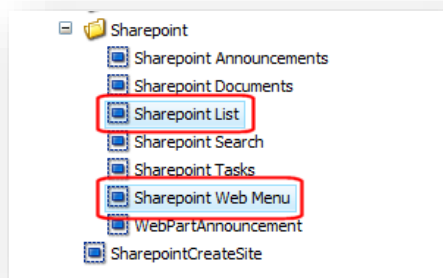 Sharepoint
Sharepoint Announcements
Sharepoint Documents
Sharepoint List
Sharepoint Search
Sharepoint Tasks
Sharepoint Web Menu
WebPartAnnouncement
SharepointCreateSite